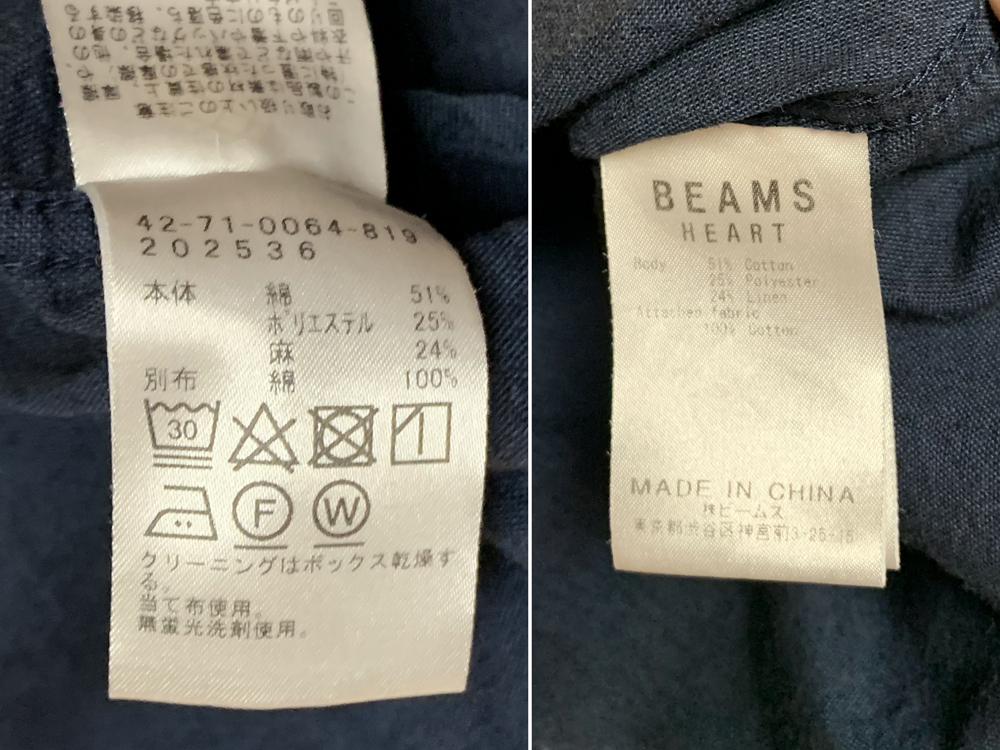 42-71-0064-819
202536
本体 綿 51%
ポリエステル 25%
麻 24%
別布 綿 100%
30
F W
クリーニングはボックス乾燥す
る。
当て布使用。
無蛍光洗剤使用。
BEAMS
HEART
Body 51% Cotton
25% Polyester
24% Linen
Attached fabric
100% Cotton
MADE IN CHINA
㈱ビームス
東京都渋谷区神宮前3-25-15